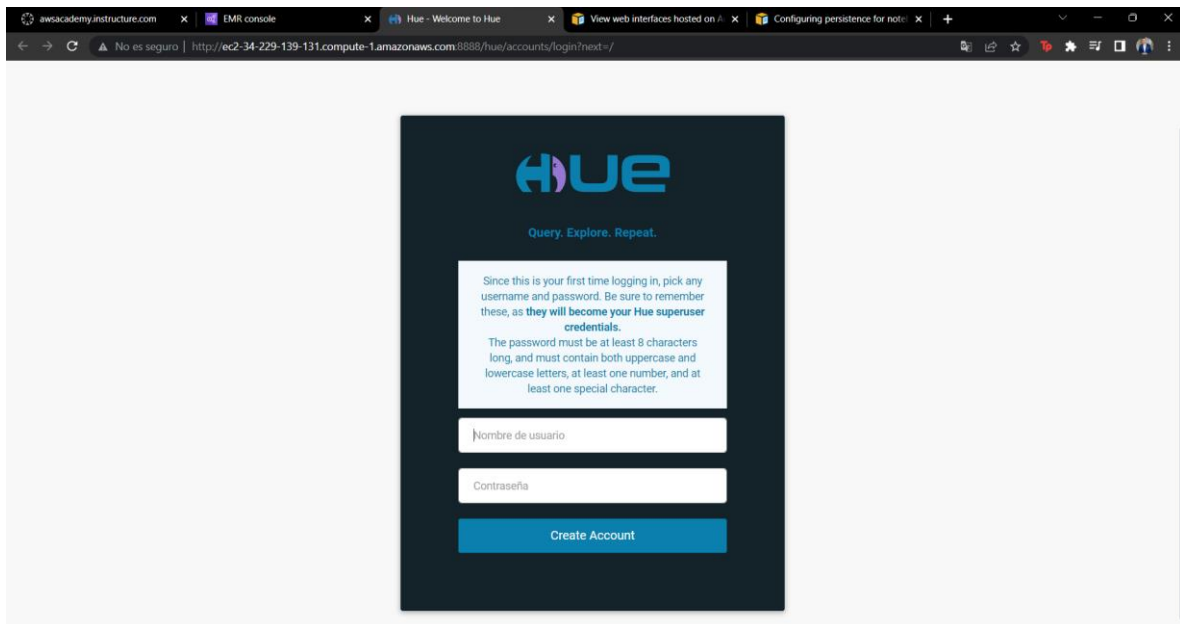 awsacademy.instructure.com
EMR console
Hue - Welcome to Hue
View web interfaces hosted on A
Configuring persistence for note
No es seguro | http://ec2-34-229-139-131.compute-1.amazonaws.com:8888/hue/accounts/login?next=/
HUE
Query. Explore. Repeat.
Since this is your first time logging in, pick any
username and password. Be sure to remember
these, as they will become your Hue superuser
credentials.
The password must be at least 8 characters
long, and must contain both uppercase and
lowercase letters, at least one number, and at
least one special character.
Nombre de usuario
Contraseña
Create Account